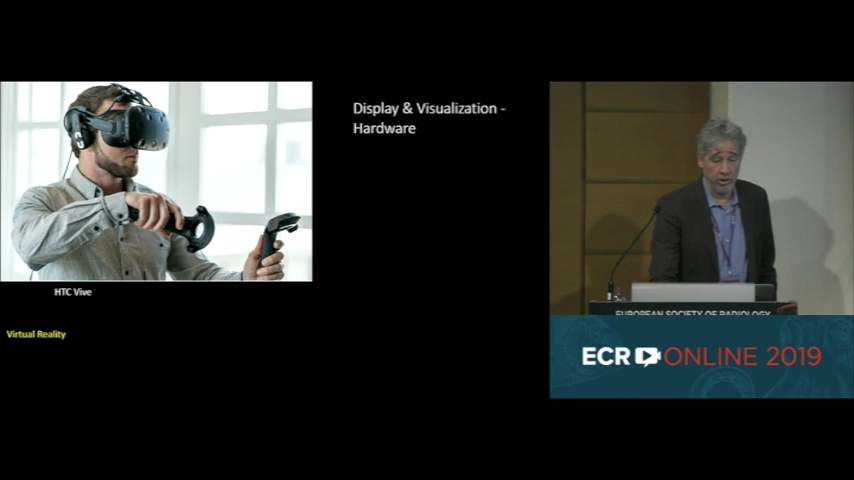 Display & Visualization -
Hardware
HTC Vive
Virtual Reality
EUROPEAN SOCIETY OF RADIOLOGY
ECR ONLINE 2019